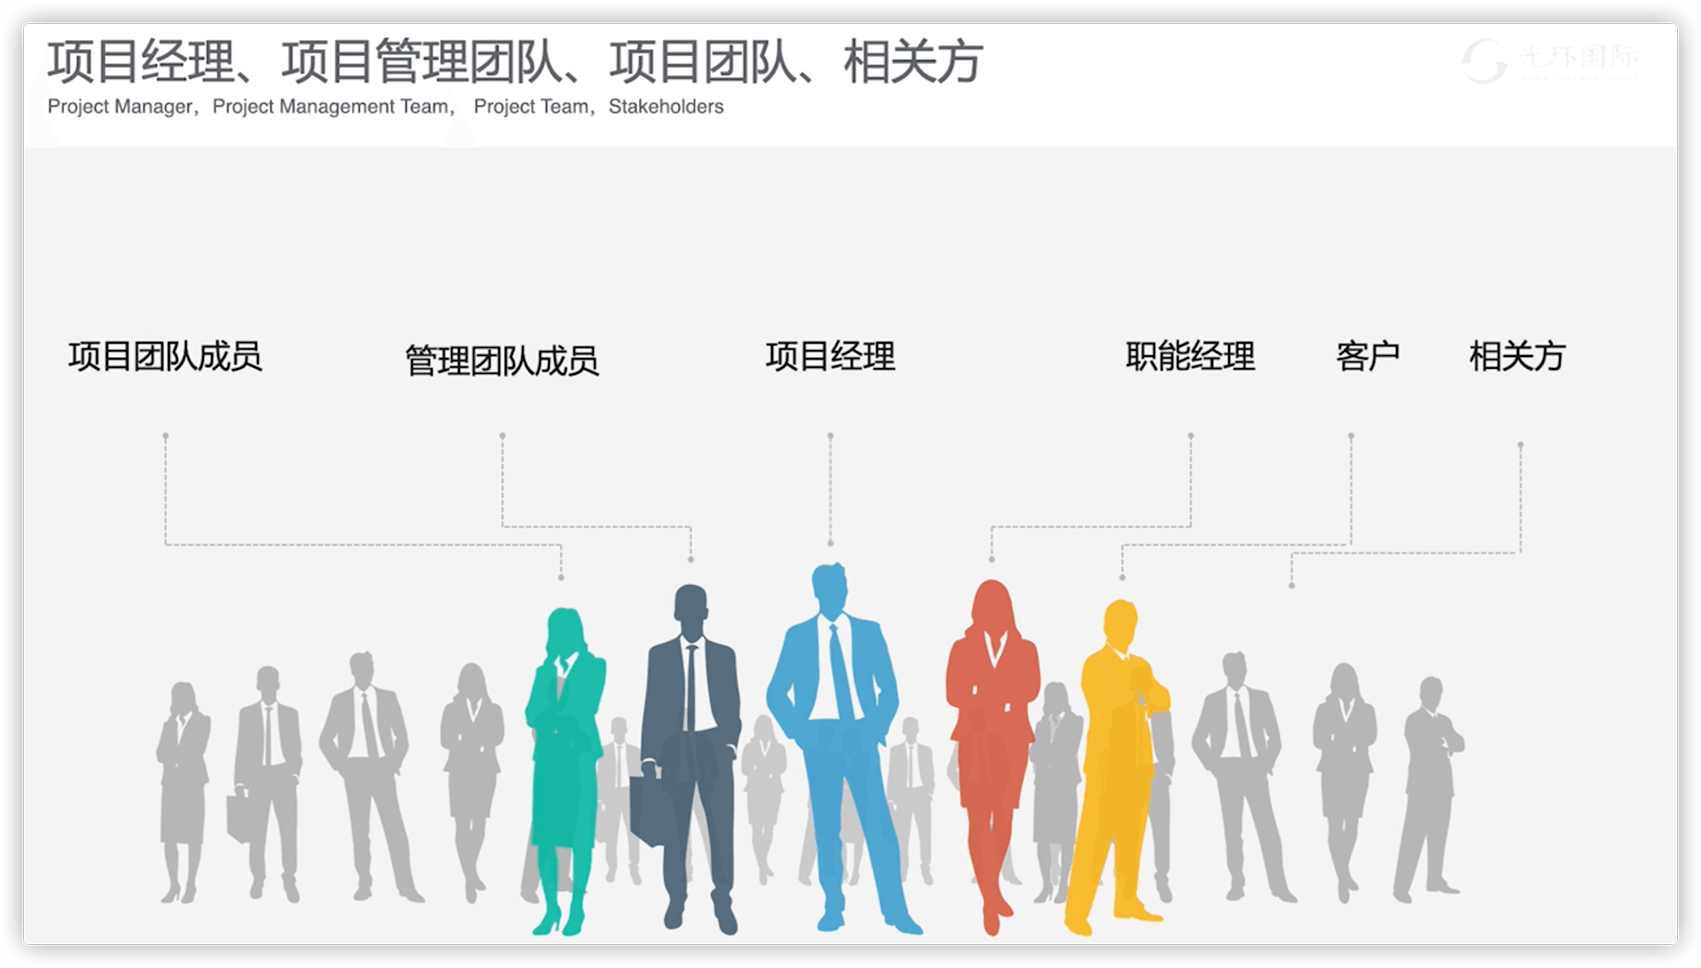 项目经理、项目管理团队、项目团队、相关方
Project Manager，Project Management Team， Project Team，Stakeholders
光环国际
项目团队成员
管理团队成员
项目经理
职能经理
客户
相关方